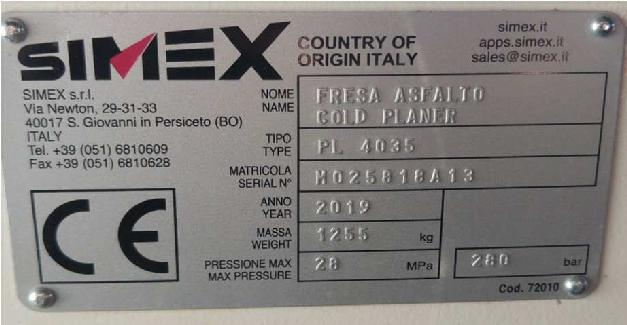 SIMEX
COUNTRY OF
ORIGIN ITALY
simex.it
apps.simex.it
sales@simex.it
SIMEX s.r.l.
Via Newton, 29-31-33
40017 S. Giovanni in Persiceto (BO)
ITALY
Tel. +39 (051) 6810609
Fax +39 (051) 6810628
NOME FRESA ASFALTO
NAME COLD PLANER
TIPO
TYPE PL 4035
MATRICOLA
SERIAL N° M025818A13
ANNO
YEAR 2019
MASSA
WEIGHT 1255 kg
PRESSIONE MAX
MAX PRESSURE 28 MPa 280 bar
CE
Cod. 72010